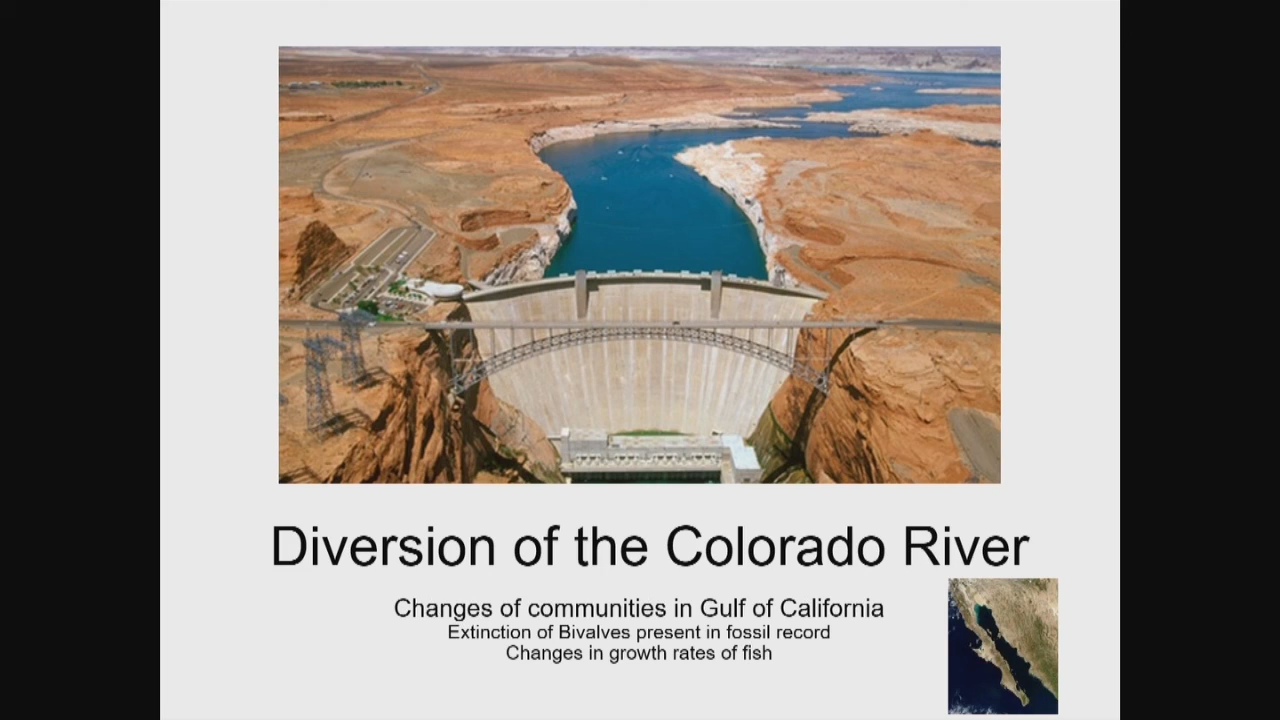 Diversion of the Colorado River
Changes of communities in Gulf of California
Extinction of Bivalves present in fossil record
Changes in growth rates of fish